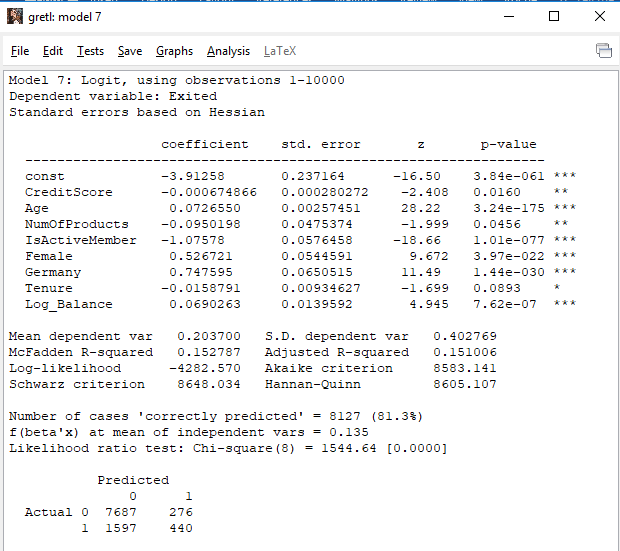 gretl: model 7
File Edit Tests Save Graphs Analysis LaTeX
Model 7: Logit, using observations 1-10000
Dependent variable: Exited
Standard errors based on Hessian
coefficient std. error z p-value
---------------------------------------------------------------
const -3.91258 0.237164 -16.50 3.84e-061 ***
CreditScore -0.000674866 0.000280272 -2.408 0.0160 **
Age 0.0726550 0.00257451 28.22 3.24e-175 ***
NumOfProducts -0.0950198 0.0475374 -1.999 0.0456 **
IsActiveMember -1.07578 0.0576458 -18.66 1.01e-077 ***
Female 0.526721 0.0544591 9.672 3.97e-022 ***
Germany 0.747595 0.0650515 11.49 1.44e-030 ***
Tenure -0.0158791 0.00934627 -1.699 0.0893 *
Log_Balance 0.0690263 0.0139592 4.945 7.62e-07 ***
Mean dependent var 0.203700 S.D. dependent var 0.402769
McFadden R-squared 0.152787 Adjusted R-squared 0.151006
Log-likelihood -4282.570 Akaike criterion 8583.141
Schwarz criterion 8648.034 Hannan-Quinn 8605.107
Number of cases 'correctly predicted' = 8127 (81.3%)
f(beta'x) at mean of independent vars = 0.135
Likelihood ratio test: Chi-square(8) = 1544.64 [0.0000]
Predicted
0 1
Actual 0 7687 276
1 1597 440